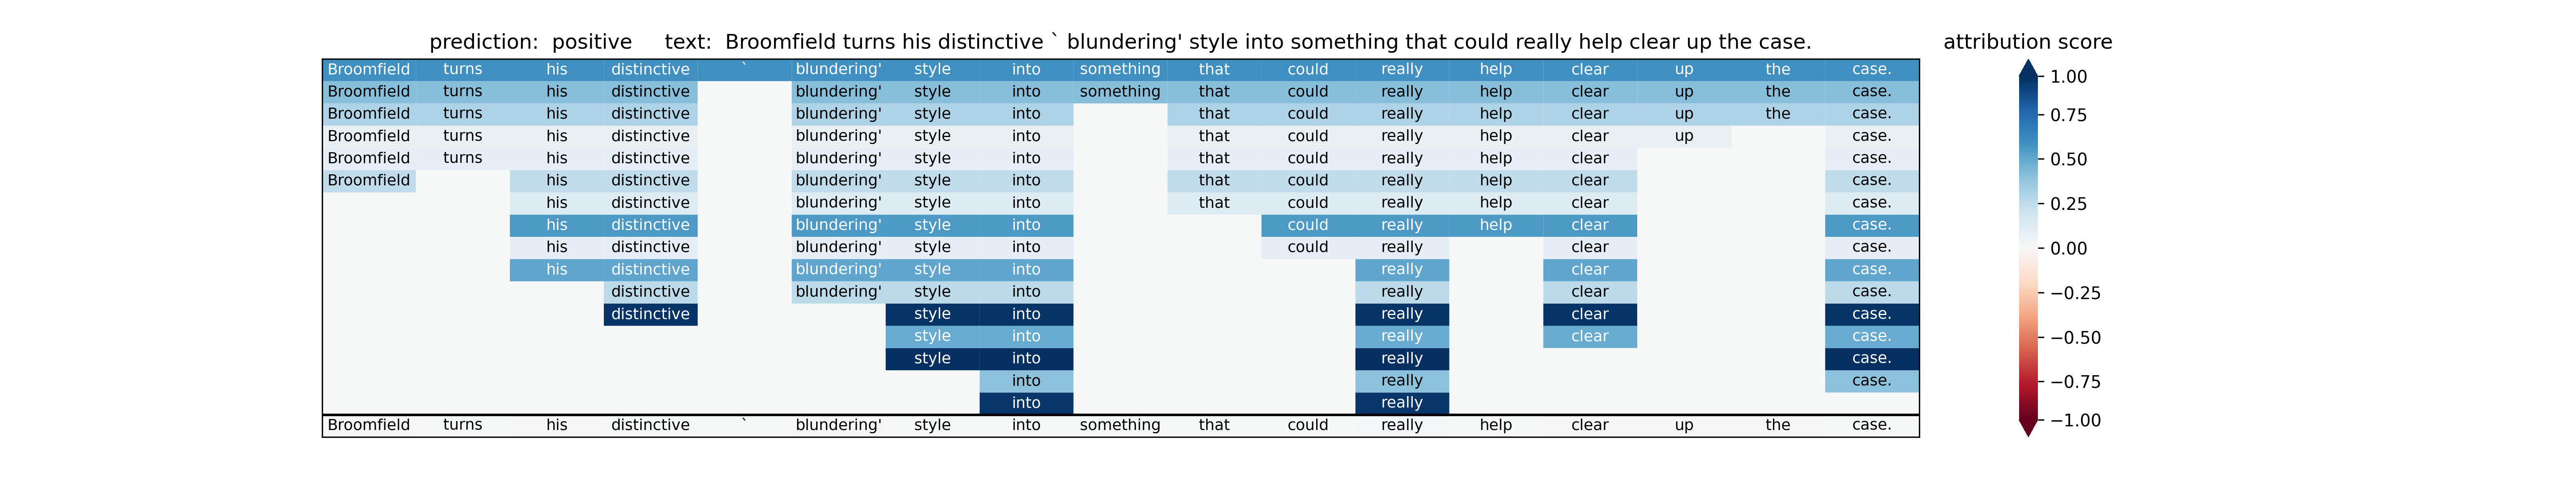 prediction: positive text: Broomfield turns his distinctive ` blundering' style into something that could really help clear up the case.
attribution score
Broomfield turns his distinctive ` blundering' style into something that could really help clear up the case.
Broomfield turns his distinctive blundering' style into something that could really help clear up the case.
Broomfield turns his distinctive blundering' style into that could really help clear up the case.
Broomfield turns his distinctive blundering' style into that could really help clear up case.
Broomfield turns his distinctive blundering' style into that could really help clear case.
Broomfield his distinctive blundering' style into that could really help clear case.
his distinctive blundering' style into that could really help clear case.
his distinctive blundering' style into could really help clear case.
his distinctive blundering' style into could really clear case.
his distinctive blundering' style into really clear case.
distinctive blundering' style into really clear case.
distinctive style into really clear case.
style into really clear case.
style into really case.
into really case.
into really
Broomfield turns his distinctive ` blundering' style into something that could really help clear up the case.
1.00
0.75
0.50
0.25
0.00
−0.25
−0.50
−0.75
−1.00